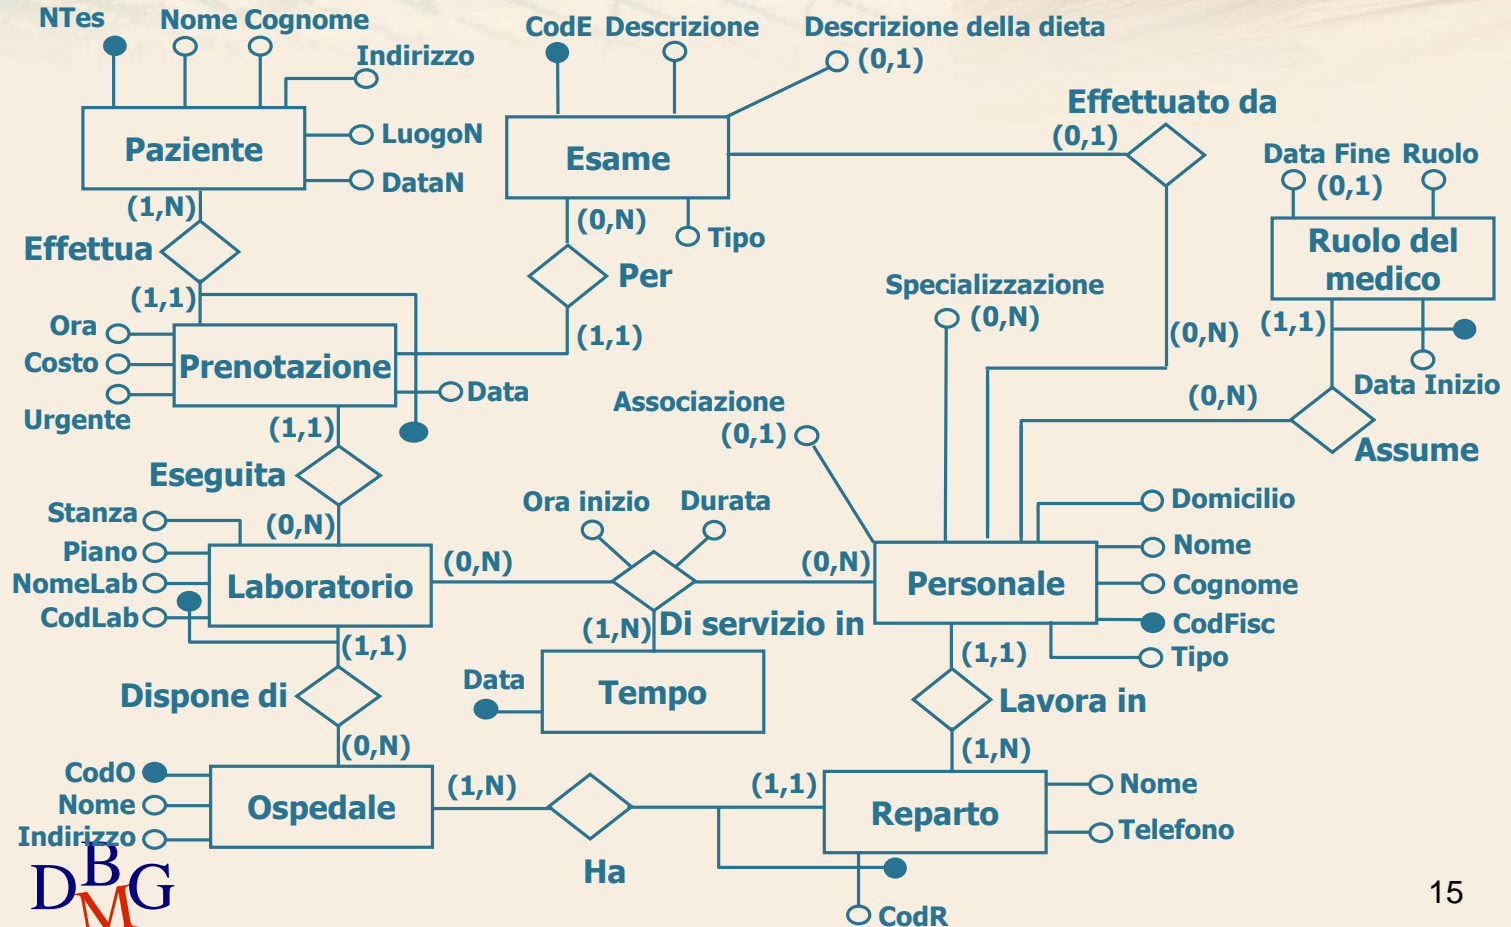 NTes
Nome Cognome
Indirizzo
CodE Descrizione
Descrizione della dieta
(0,1)
Effettuato da
(0,1)
Data Fine Ruolo
(0,1)
Paziente
LuogoN
DataN
Esame
(1,N)
(0,N)
Tipo
Ruolo del
medico
Effettua
Per
Specializzazione
(0,N)
(1,1)
(1,1)
(0,N)
(1,1)
Ora
Costo
Urgente
Prenotazione
Data
Data Inizio
Associazione
(0,1)
(0,N)
Assume
(1,1)
Eseguita
Stanza
Piano
NomeLab
CodLab
(0,N)
Laboratorio
Ora inizio
Durata
(0,N)
(0,N)
Di servizio in
(1,N)
Personale
Domicilio
Nome
Cognome
CodFisc
Tipo
(1,1)
(1,1)
Dispone di
Data
Tempo
Lavora in
(0,N)
(1,N)
CodO
Nome
Indirizzo
Ospedale
(1,N)
Ha
(1,1)
Reparto
Nome
Telefono
CodR
DBMG
15